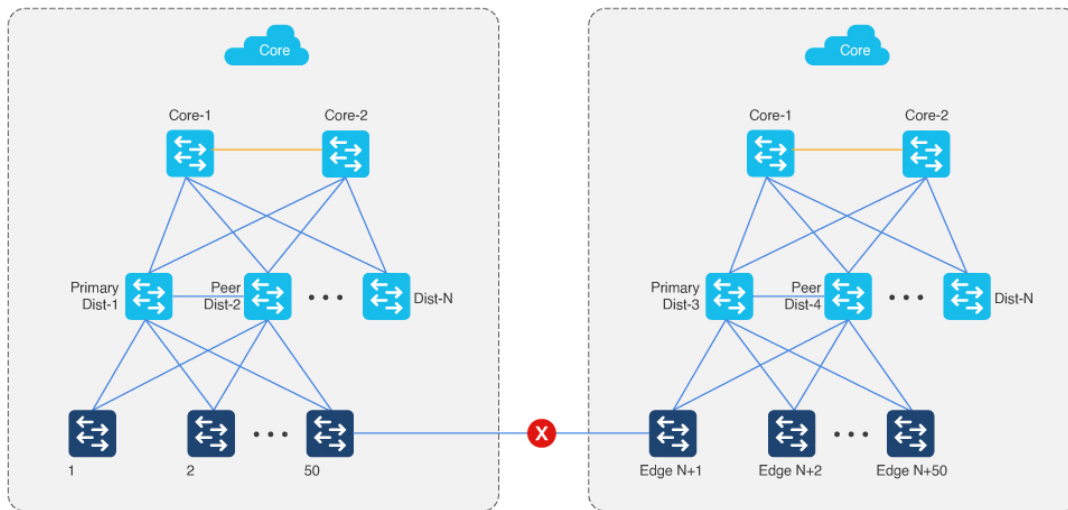 Core
Core-1
Core-2
Primary
Dist-1
Peer
Dist-2
Dist-N
1
2
50
X
Core
Core-1
Core-2
Primary
Dist-3
Peer
Dist-4
Dist-N
Edge N+1
Edge N+2
Edge N+50